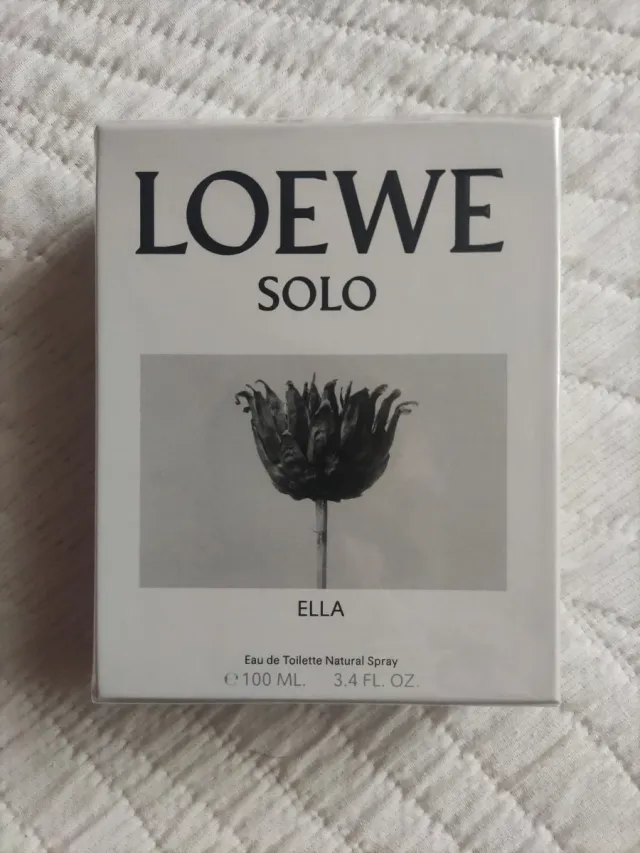 LOEWE
SOLO
ELLA
Eau de Toilette Natural Spray
℮ 100 ML. 3.4 FL. OZ.